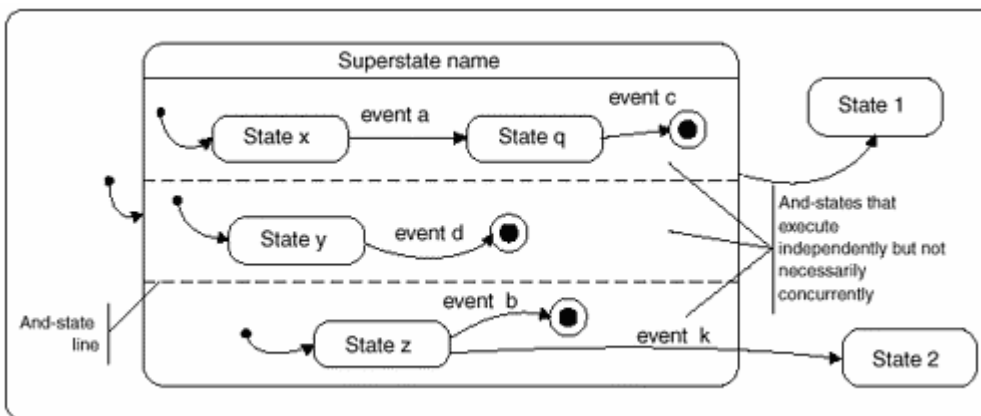 Superstate name
event a
event c
State x
State q
State 1
And-states that
execute
independently but not
necessarily
concurrently
State y
event d
And-state
line
event b
State z
event k
State 2